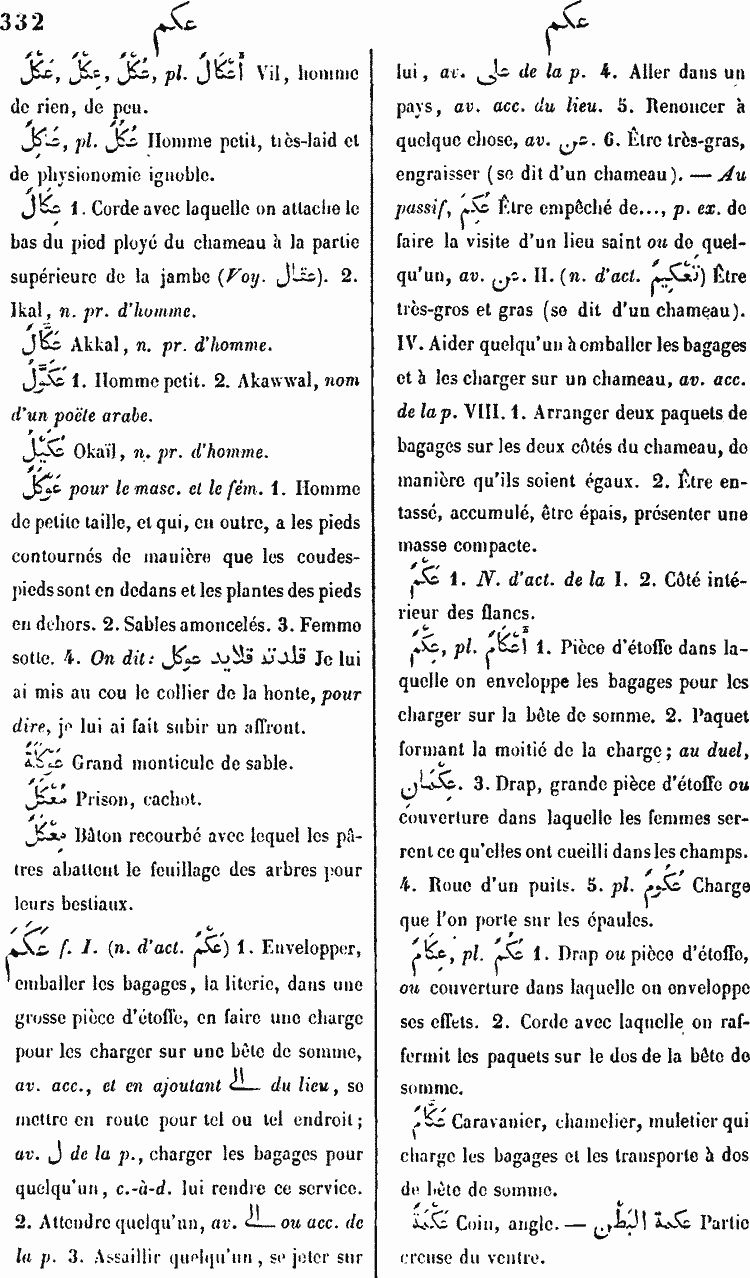 332 عكم عكم
عَكْلٌ, عِكْلٌ, عُكْلٌ, pl. أَعْكَالٌ Vil, homme
de rien, de peu.
عَاكِلٌ, pl. عُكُلٌ Homme petit, très-laid et
de physionomie ignoble.
عِكَالٌ 1. Corde avec laquelle on attache le
bas du pied ployé du chameau à la partie
supérieure de la jambe (Voy. عقال). 2.
Ikal, n. pr. d'homme.
عَكَّالٌ Akkal, n. pr. d'homme.
عَكَوَّلٌ 1. Homme petit. 2. Akawwal, nom
d'un poëte arabe.
عُكَيْلٌ Okaïl, n. pr. d'homme.
عَوْكَلٌ pour le masc. et le fém. 1. Homme
de petite taille, et qui, en outre, a les pieds
contournés de manière que les coudes-
pieds sont en dedans et les plantes des pieds
en dehors. 2. Sables amoncelés. 3. Femme
sotte. 4. On dit: قلدته قلايد عوكل Je lui
ai mis au cou le collier de la honte, pour
dire, je lui ai fait subir un affront.
عَوْكَلَةٌ Grand monticule de sable.
مَعْكَلٌ Prison, cachot.
مِعْكَلٌ Bâton recourbé avec lequel les pâ-
tres abattent le feuillage des arbres pour
leurs bestiaux.
عَكَمَ f. I. (n. d'act. عَكْمٌ) 1. Envelopper,
emballer les bagages, la literie, dans une
grosse pièce d'étoffe, en faire une charge
pour les charger sur une bête de somme,
av. acc., et en ajoutant الى du lieu, se
mettre en route pour tel ou tel endroit;
av. ل de la p., charger les bagages pour
quelqu'un, c.-à-d. lui rendre ce service.
2. Attendre quelqu'un, av. الى ou acc. de
la p. 3. Assaillir quelqu'un, se jeter sur
lui, av. على de la p. 4. Aller dans un
pays, av. acc. du lieu. 5. Renoncer à
quelque chose, av. عن. 6. Être très-gras,
engraisser (se dit d'un chameau). — Au
passif, عُكِمَ Être empêché de..., p. ex. de
faire la visite d'un lieu saint ou de quel-
qu'un, av. عن. II. (n. d'act. تَعْكِيمٌ) Être
très-gros et gras (se dit d'un chameau).
IV. Aider quelqu'un à emballer les bagages
et à les charger sur un chameau, av. acc.
de la p. VIII. 1. Arranger deux paquets de
bagages sur les deux côtés du chameau, de
manière qu'ils soient égaux. 2. Être en-
tassé, accumulé, être épais, présenter une
masse compacte.
عَكْمٌ 1. N. d'act. de la I. 2. Côté inté-
rieur des flancs.
عِكْمٌ, pl. أَعْكَامٌ 1. Pièce d'étoffe dans la-
quelle on enveloppe les bagages pour les
charger sur la bête de somme. 2. Paquet
formant la moitié de la charge; au duel,
عِكْمَانِ. 3. Drap, grande pièce d'étoffe ou
couverture dans laquelle les femmes ser-
rent ce qu'elles ont cueilli dans les champs.
4. Roue d'un puits. 5. pl. عُكُومٌ Charge
que l'on porte sur les épaules.
عِكَامٌ, pl. عُكُمٌ 1. Drap ou pièce d'étoffe,
ou couverture dans laquelle on enveloppe
ses effets. 2. Corde avec laquelle on raf-
fermit les paquets sur le dos de la bête de
somme.
عَكَّامٌ Caravanier, chamelier, muletier qui
charge les bagages et les transporte à dos
de bête de somme.
عَكْمَةٌ Coin, angle. — عكمة البَطْنِ Partie
creuse du ventre.